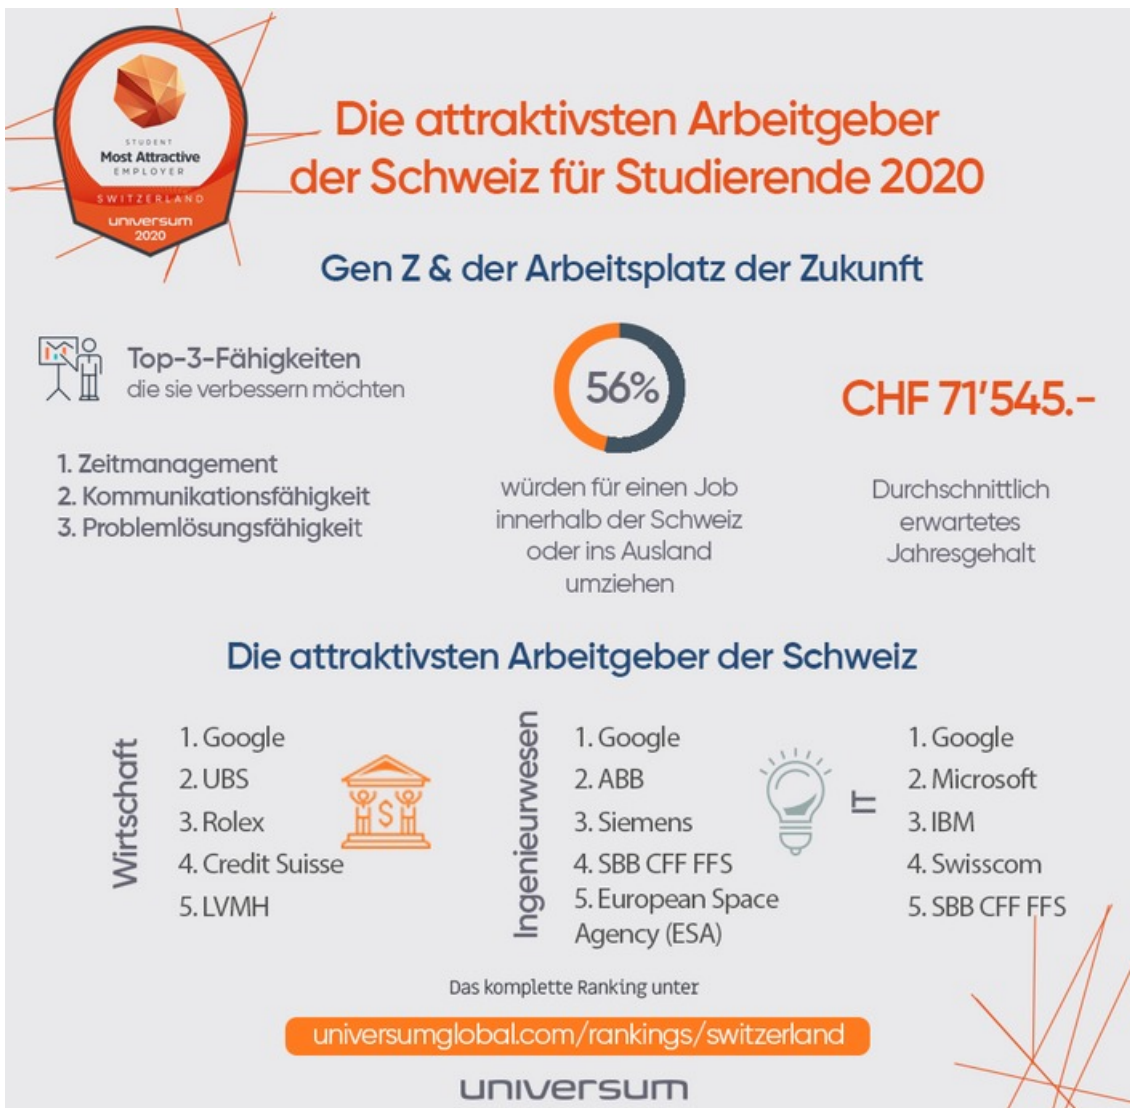 STUDENT
Most Attractive
EMPLOYER
SWITZERLAND
universum
2020
Die attraktivsten Arbeitgeber
der Schweiz für Studierende 2020
Gen Z & der Arbeitsplatz der Zukunft
Top-3-Fähigkeiten
die sie verbessern möchten
1. Zeitmanagement
2. Kommunikationsfähigkeit
3. Problemlösungsfähigkeit
56%
würden für einen Job
innerhalb der Schweiz
oder ins Ausland
umziehen
CHF 71'545.-
Durchschnittlich
erwartetes
Jahresgehalt
Die attraktivsten Arbeitgeber der Schweiz
Wirtschaft
1. Google
2. UBS
3. Rolex
4. Credit Suisse
5. LVMH
$
Ingenieurwesen
1. Google
2. ABB
3. Siemens
4. SBB CFF FFS
5. European Space
Agency (ESA)
IT
1. Google
2. Microsoft
3. IBM
4. Swisscom
5. SBB CFF FFS
Das komplette Ranking unter
universumglobal.com/rankings/switzerland
universum